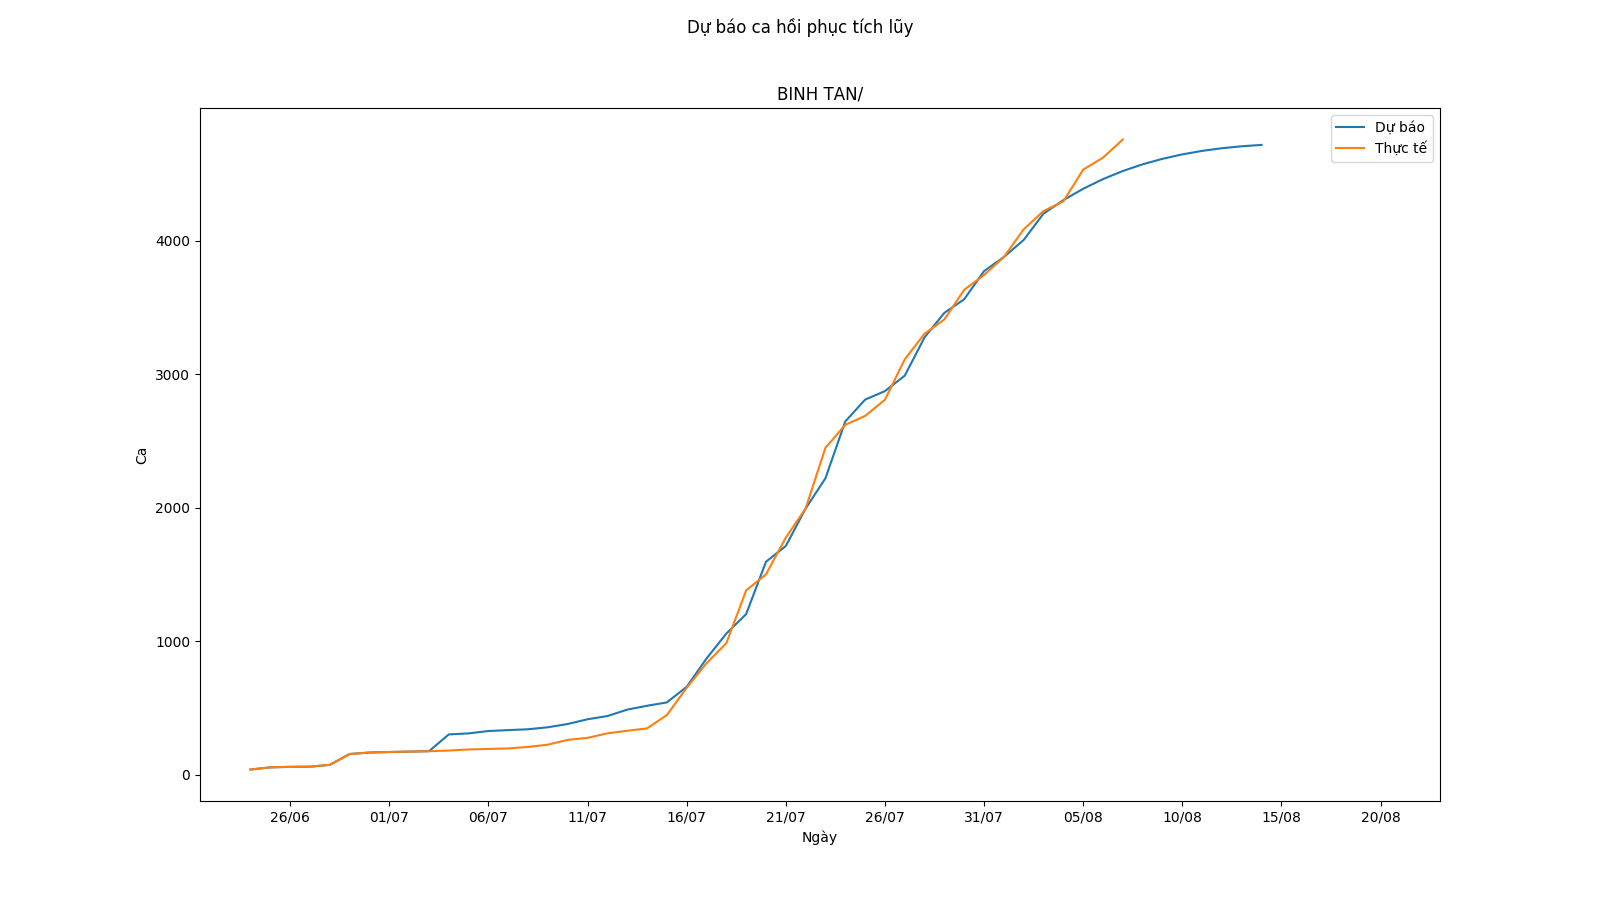 Dự báo ca hồi phục tích lũy
BINH TAN/
Dự báo
Thực tế
4000
3000
2000
1000
0
Ca
26/06 01/07 06/07 11/07 16/07 21/07 26/07 31/07 05/08 10/08 15/08 20/08
Ngày